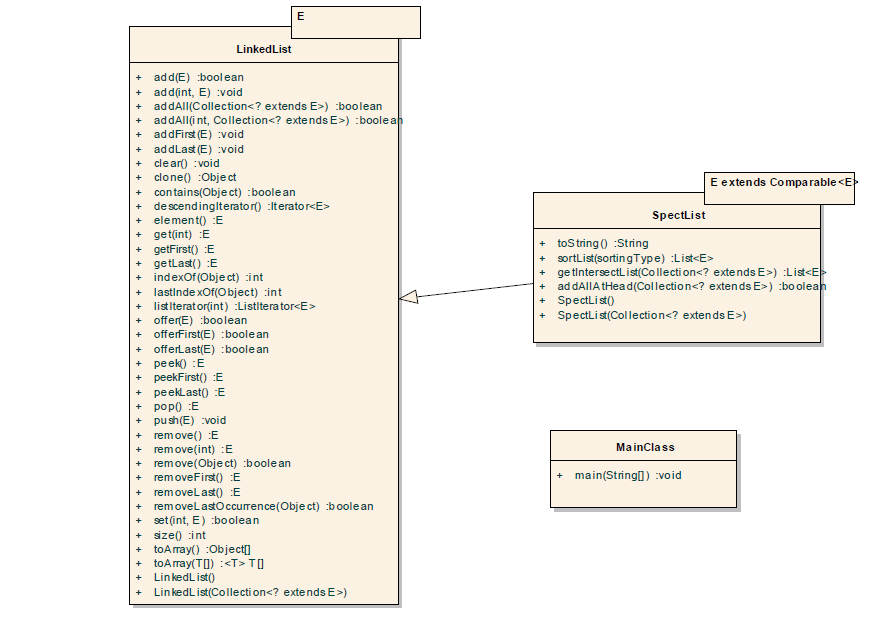 E
LinkedList
+ add(E) :boolean
+ add(int, E) :void
+ addAll(Collection<? extends E>) :boolean
+ addAll(int, Collection<? extends E>) :boolean
+ addFirst(E) :void
+ addLast(E) :void
+ clear() :void
+ clone() :Object
+ contains(Object) :boolean
+ descendingIterator() :Iterator<E>
+ element() :E
+ get(int) :E
+ getFirst() :E
+ getLast() :E
+ indexOf(Object) :int
+ lastIndexOf(Object) :int
+ listIterator(int) :ListIterator<E>
+ offer(E) :boolean
+ offerFirst(E) :boolean
+ offerLast(E) :boolean
+ peek() :E
+ peekFirst() :E
+ peekLast() :E
+ pop() :E
+ push(E) :void
+ remove() :E
+ remove(int) :E
+ remove(Object) :boolean
+ removeFirst() :E
+ removeLast() :E
+ removeLastOccurrence(Object) :boolean
+ set(int, E) :boolean
+ size() :int
+ toArray() :Object[]
+ toArray(T[]) :<T> T[]
+ LinkedList()
+ LinkedList(Collection<? extends E>)
E extends Comparable<E>
SpectList
+ toString() :String
+ sortList(sortingType) :List<E>
+ getIntersectList(Collection<? extends E>) :List<E>
+ addAllAtHead(Collection<? extends E>) :boolean
+ SpectList()
+ SpectList(Collection<? extends E>)
MainClass
+ main(String[]) :void